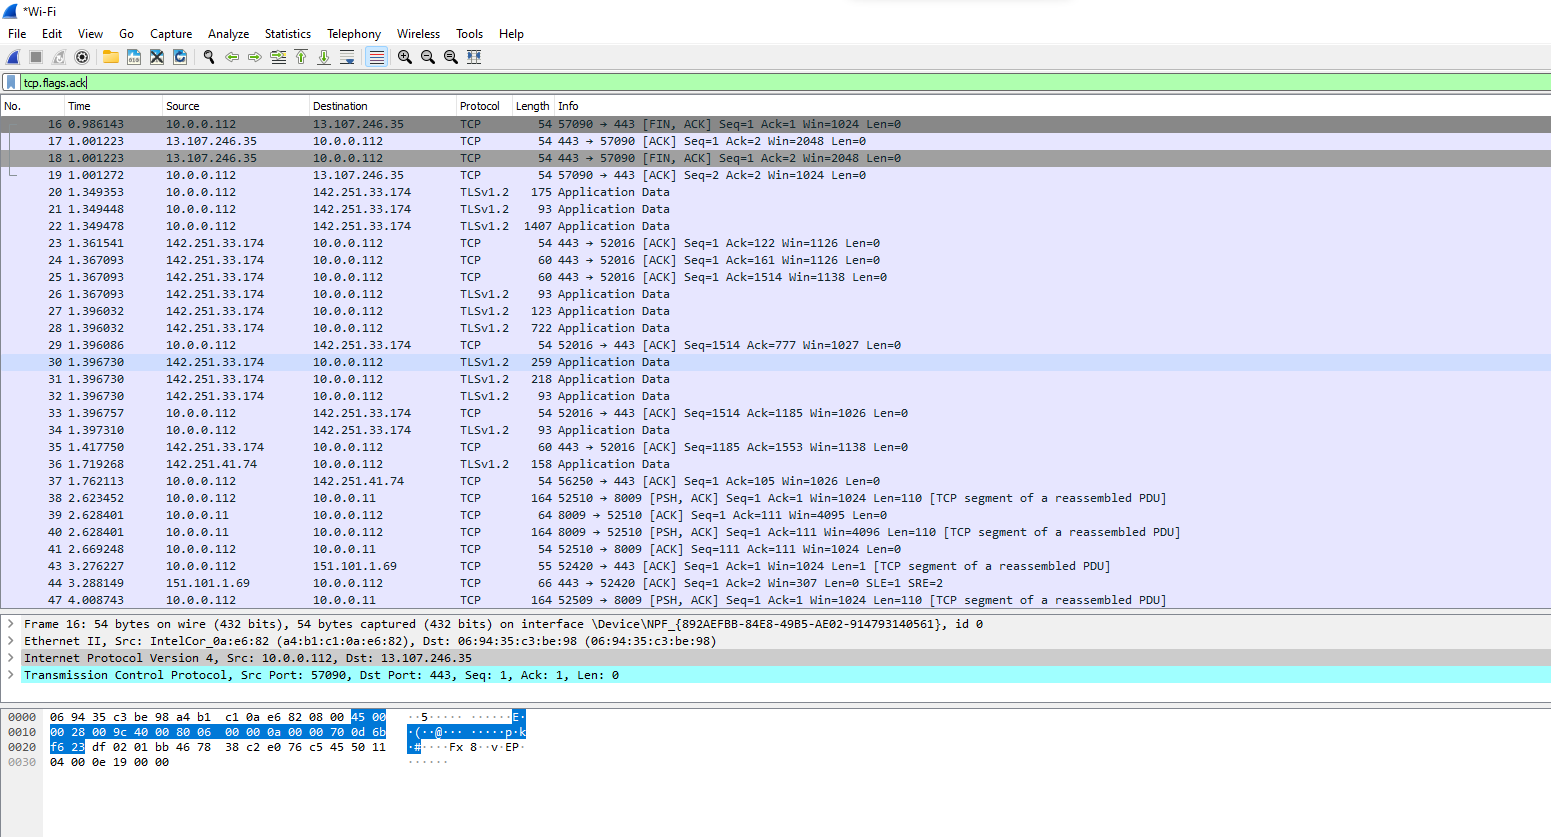 *Wi-Fi
File Edit View Go Capture Analyze Statistics Telephony Wireless Tools Help
tcp.flags.ack
No. Time Source Destination Protocol Length Info
16 0.986143 10.0.0.112 13.107.246.35 TCP 54 57090 → 443 [FIN, ACK] Seq=1 Ack=1 Win=1024 Len=0
17 1.001223 13.107.246.35 10.0.0.112 TCP 54 443 → 57090 [ACK] Seq=1 Ack=2 Win=2048 Len=0
18 1.001223 13.107.246.35 10.0.0.112 TCP 54 443 → 57090 [FIN, ACK] Seq=1 Ack=2 Win=2048 Len=0
19 1.001272 10.0.0.112 13.107.246.35 TCP 54 57090 → 443 [ACK] Seq=2 Ack=2 Win=1024 Len=0
20 1.349353 10.0.0.112 142.251.33.174 TLSv1.2 175 Application Data
21 1.349448 10.0.0.112 142.251.33.174 TLSv1.2 93 Application Data
22 1.349478 10.0.0.112 142.251.33.174 TLSv1.2 1407 Application Data
23 1.361541 142.251.33.174 10.0.0.112 TCP 54 443 → 52016 [ACK] Seq=1 Ack=122 Win=1126 Len=0
24 1.367093 142.251.33.174 10.0.0.112 TCP 60 443 → 52016 [ACK] Seq=1 Ack=161 Win=1126 Len=0
25 1.367093 142.251.33.174 10.0.0.112 TCP 60 443 → 52016 [ACK] Seq=1 Ack=1514 Win=1138 Len=0
26 1.367093 142.251.33.174 10.0.0.112 TLSv1.2 93 Application Data
27 1.396032 142.251.33.174 10.0.0.112 TLSv1.2 123 Application Data
28 1.396032 142.251.33.174 10.0.0.112 TLSv1.2 722 Application Data
29 1.396086 10.0.0.112 142.251.33.174 TCP 54 52016 → 443 [ACK] Seq=1514 Ack=777 Win=1027 Len=0
30 1.396730 142.251.33.174 10.0.0.112 TLSv1.2 259 Application Data
31 1.396730 142.251.33.174 10.0.0.112 TLSv1.2 218 Application Data
32 1.396730 142.251.33.174 10.0.0.112 TLSv1.2 93 Application Data
33 1.396757 10.0.0.112 142.251.33.174 TCP 54 52016 → 443 [ACK] Seq=1514 Ack=1185 Win=1026 Len=0
34 1.397310 10.0.0.112 142.251.33.174 TLSv1.2 93 Application Data
35 1.417750 142.251.33.174 10.0.0.112 TCP 60 443 → 52016 [ACK] Seq=1185 Ack=1553 Win=1138 Len=0
36 1.719268 142.251.41.74 10.0.0.112 TLSv1.2 158 Application Data
37 1.762113 10.0.0.112 142.251.41.74 TCP 54 56250 → 443 [ACK] Seq=1 Ack=105 Win=1026 Len=0
38 2.623452 10.0.0.112 10.0.0.11 TCP 164 52510 → 8009 [PSH, ACK] Seq=1 Ack=1 Win=1024 Len=110 [TCP segment of a reassembled PDU]
39 2.628401 10.0.0.11 10.0.0.112 TCP 64 8009 → 52510 [ACK] Seq=1 Ack=111 Win=4095 Len=0
40 2.628401 10.0.0.11 10.0.0.112 TCP 164 8009 → 52510 [PSH, ACK] Seq=1 Ack=111 Win=4096 Len=110 [TCP segment of a reassembled PDU]
41 2.669248 10.0.0.112 10.0.0.11 TCP 54 52510 → 8009 [ACK] Seq=111 Ack=111 Win=1024 Len=0
43 3.276227 10.0.0.112 151.101.1.69 TCP 55 52420 → 443 [ACK] Seq=1 Ack=1 Win=1024 Len=1 [TCP segment of a reassembled PDU]
44 3.288149 151.101.1.69 10.0.0.112 TCP 66 443 → 52420 [ACK] Seq=1 Ack=2 Win=307 Len=0 SLE=1 SRE=2
47 4.008743 10.0.0.112 10.0.0.11 TCP 164 52509 → 8009 [PSH, ACK] Seq=1 Ack=1 Win=1024 Len=110 [TCP segment of a reassembled PDU]
Frame 16: 54 bytes on wire (432 bits), 54 bytes captured (432 bits) on interface \Device\NPF_{892AEFBB-84E8-49B5-AE02-914793140561}, id 0
Ethernet II, Src: IntelCor_0a:e6:82 (a4:b1:c1:0a:e6:82), Dst: 06:94:35:c3:be:98 (06:94:35:c3:be:98)
Internet Protocol Version 4, Src: 10.0.0.112, Dst: 13.107.246.35
Transmission Control Protocol, Src Port: 57090, Dst Port: 443, Seq: 1, Ack: 1, Len: 0
0000 06 94 35 c3 be 98 a4 b1 c1 0a e6 82 08 00 45 00 ··5····· ······E·
0010 00 28 00 9c 40 00 80 06 00 00 0a 00 00 70 0d 6b ·(··@··· ·····p·k
0020 f6 23 df 02 01 bb 46 78 38 c2 e0 76 c5 45 50 11 ·#····Fx 8··v·EP·
0030 04 00 0e 19 00 00 ······